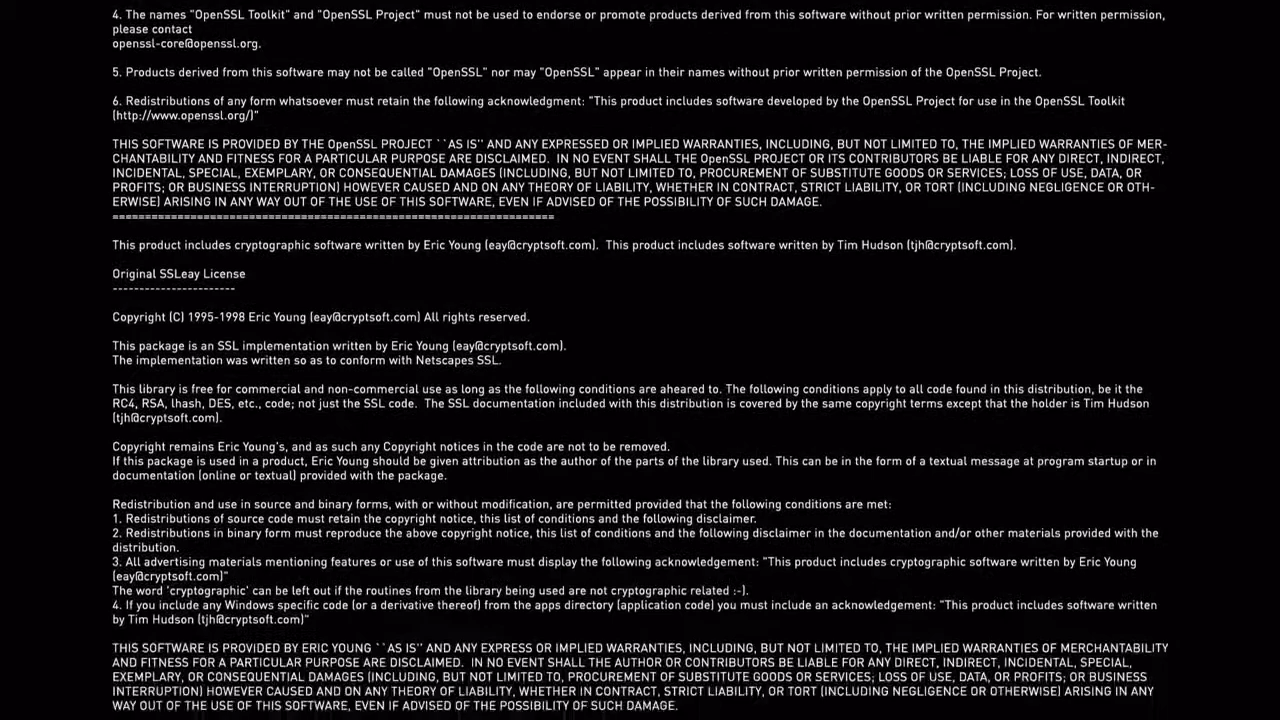 4. The names "OpenSSL Toolkit" and "OpenSSL Project" must not be used to endorse or promote products derived from this software without prior written permission. For written permission,
please contact
openssl-core@openssl.org.
5. Products derived from this software may not be called "OpenSSL" nor may "OpenSSL" appear in their names without prior written permission of the OpenSSL Project.
6. Redistributions of any form whatsoever must retain the following acknowledgment: "This product includes software developed by the OpenSSL Project for use in the OpenSSL Toolkit
(http://www.openssl.org/)"
THIS SOFTWARE IS PROVIDED BY THE OpenSSL PROJECT ``AS IS'' AND ANY EXPRESSED OR IMPLIED WARRANTIES, INCLUDING, BUT NOT LIMITED TO, THE IMPLIED WARRANTIES OF MER-
CHANTABILITY AND FITNESS FOR A PARTICULAR PURPOSE ARE DISCLAIMED.  IN NO EVENT SHALL THE OpenSSL PROJECT OR ITS CONTRIBUTORS BE LIABLE FOR ANY DIRECT, INDIRECT,
INCIDENTAL, SPECIAL, EXEMPLARY, OR CONSEQUENTIAL DAMAGES (INCLUDING, BUT NOT LIMITED TO, PROCUREMENT OF SUBSTITUTE GOODS OR SERVICES; LOSS OF USE, DATA, OR
PROFITS; OR BUSINESS INTERRUPTION) HOWEVER CAUSED AND ON ANY THEORY OF LIABILITY, WHETHER IN CONTRACT, STRICT LIABILITY, OR TORT (INCLUDING NEGLIGENCE OR OTH-
ERWISE) ARISING IN ANY WAY OUT OF THE USE OF THIS SOFTWARE, EVEN IF ADVISED OF THE POSSIBILITY OF SUCH DAMAGE.
====================================================================
This product includes cryptographic software written by Eric Young (eay@cryptsoft.com).  This product includes software written by Tim Hudson (tjh@cryptsoft.com).
Original SSLeay License
-----------------------
Copyright (C) 1995-1998 Eric Young (eay@cryptsoft.com) All rights reserved.
This package is an SSL implementation written by Eric Young (eay@cryptsoft.com).
The implementation was written so as to conform with Netscapes SSL.
This library is free for commercial and non-commercial use as long as the following conditions are aheared to. The following conditions apply to all code found in this distribution, be it the
RC4, RSA, lhash, DES, etc., code; not just the SSL code.  The SSL documentation included with this distribution is covered by the same copyright terms except that the holder is Tim Hudson
(tjh@cryptsoft.com).
Copyright remains Eric Young's, and as such any Copyright notices in the code are not to be removed.
If this package is used in a product, Eric Young should be given attribution as the author of the parts of the library used. This can be in the form of a textual message at program startup or in
documentation (online or textual) provided with the package.
Redistribution and use in source and binary forms, with or without modification, are permitted provided that the following conditions are met:
1. Redistributions of source code must retain the copyright notice, this list of conditions and the following disclaimer.
2. Redistributions in binary form must reproduce the above copyright notice, this list of conditions and the following disclaimer in the documentation and/or other materials provided with the
distribution.
3. All advertising materials mentioning features or use of this software must display the following acknowledgement: "This product includes cryptographic software written by Eric Young
(eay@cryptsoft.com)"
The word 'cryptographic' can be left out if the routines from the library being used are not cryptographic related :-).
4. If you include any Windows specific code (or a derivative thereof) from the apps directory (application code) you must include an acknowledgement: "This product includes software written
by Tim Hudson (tjh@cryptsoft.com)"
THIS SOFTWARE IS PROVIDED BY ERIC YOUNG ``AS IS'' AND ANY EXPRESS OR IMPLIED WARRANTIES, INCLUDING, BUT NOT LIMITED TO, THE IMPLIED WARRANTIES OF MERCHANTABILITY
AND FITNESS FOR A PARTICULAR PURPOSE ARE DISCLAIMED.  IN NO EVENT SHALL THE AUTHOR OR CONTRIBUTORS BE LIABLE FOR ANY DIRECT, INDIRECT, INCIDENTAL, SPECIAL,
EXEMPLARY, OR CONSEQUENTIAL DAMAGES (INCLUDING, BUT NOT LIMITED TO, PROCUREMENT OF SUBSTITUTE GOODS OR SERVICES; LOSS OF USE, DATA, OR PROFITS; OR BUSINESS
INTERRUPTION) HOWEVER CAUSED AND ON ANY THEORY OF LIABILITY, WHETHER IN CONTRACT, STRICT LIABILITY, OR TORT (INCLUDING NEGLIGENCE OR OTHERWISE) ARISING IN ANY
WAY OUT OF THE USE OF THIS SOFTWARE, EVEN IF ADVISED OF THE POSSIBILITY OF SUCH DAMAGE.